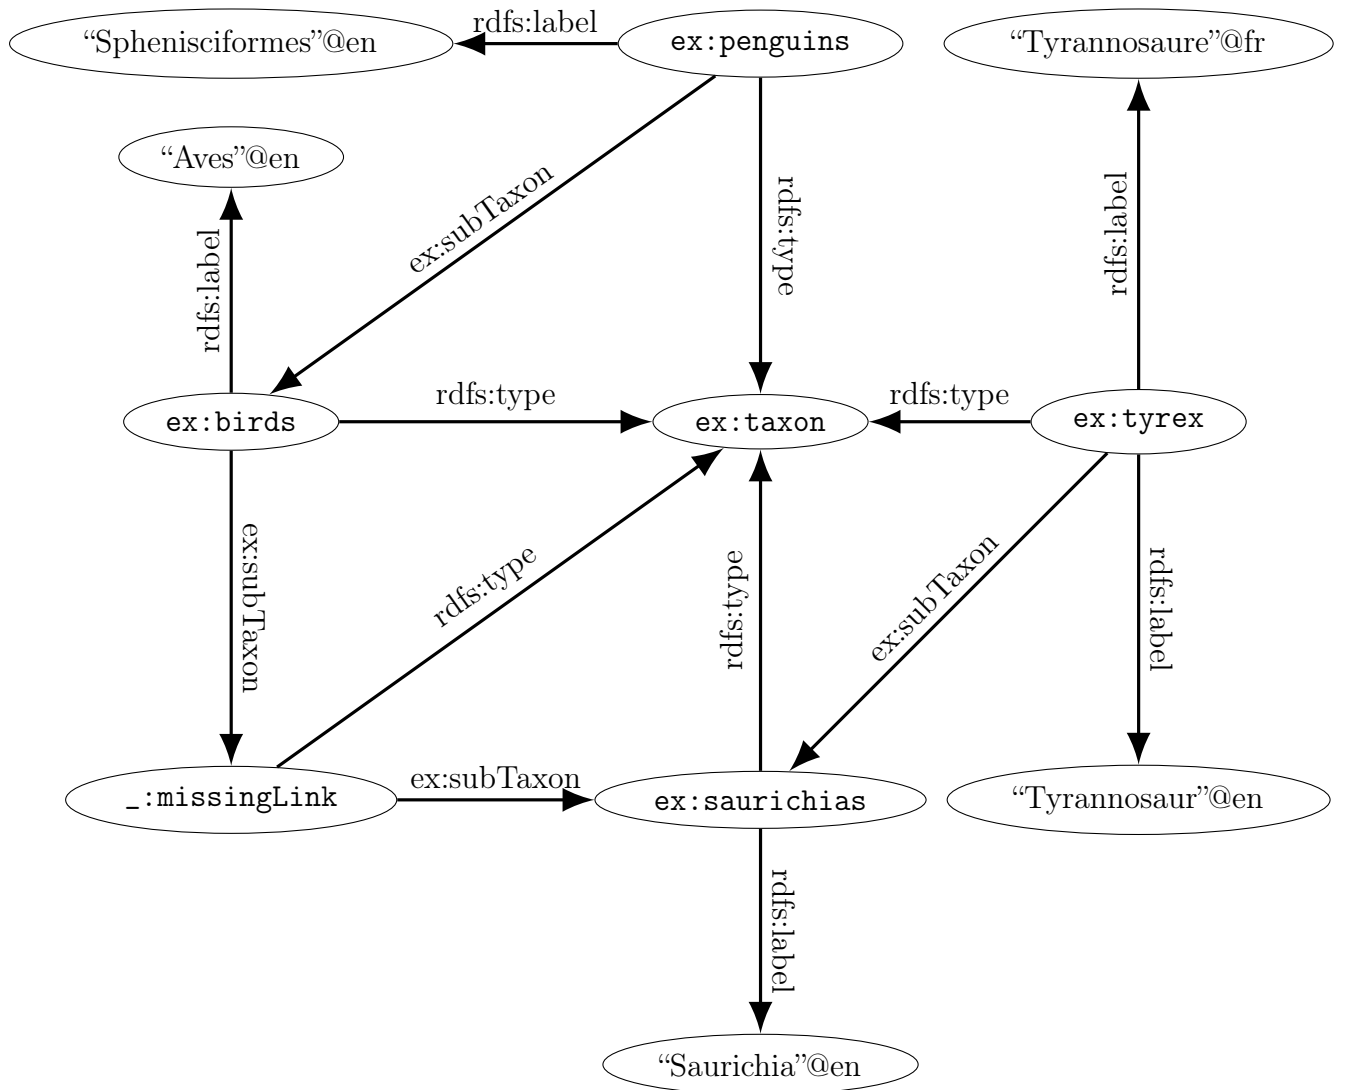 “Sphenisciformes”@en
rdfs:label
ex:penguins
“Tyrannosaure”@fr
“Aves”@en
ex:subTaxon
rdfs:type
rdfs:label
rdfs:label
ex:birds
rdfs:type
ex:taxon
rdfs:type
ex:tyrex
ex:subTaxon
rdfs:type
rdfs:type
ex:subTaxon
rdfs:label
_:missingLink
ex:subTaxon
ex:saurichias
“Tyrannosaur”@en
rdfs:label
“Saurichia”@en